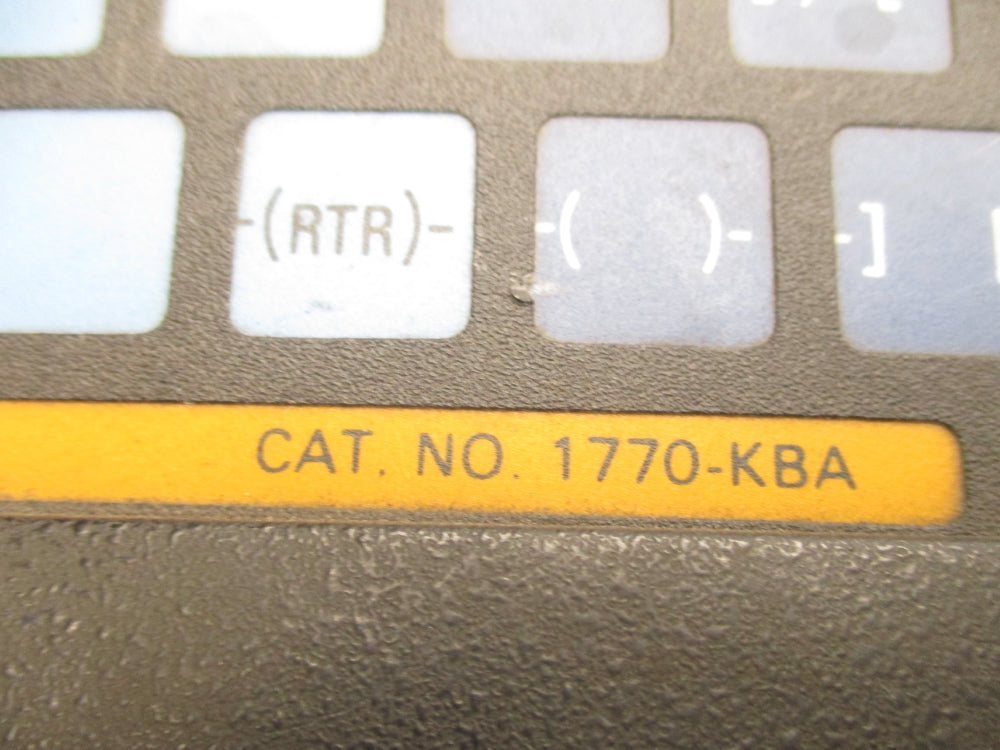 -(RTR)- -( )- -] [
CAT. NO. 1770-KBA